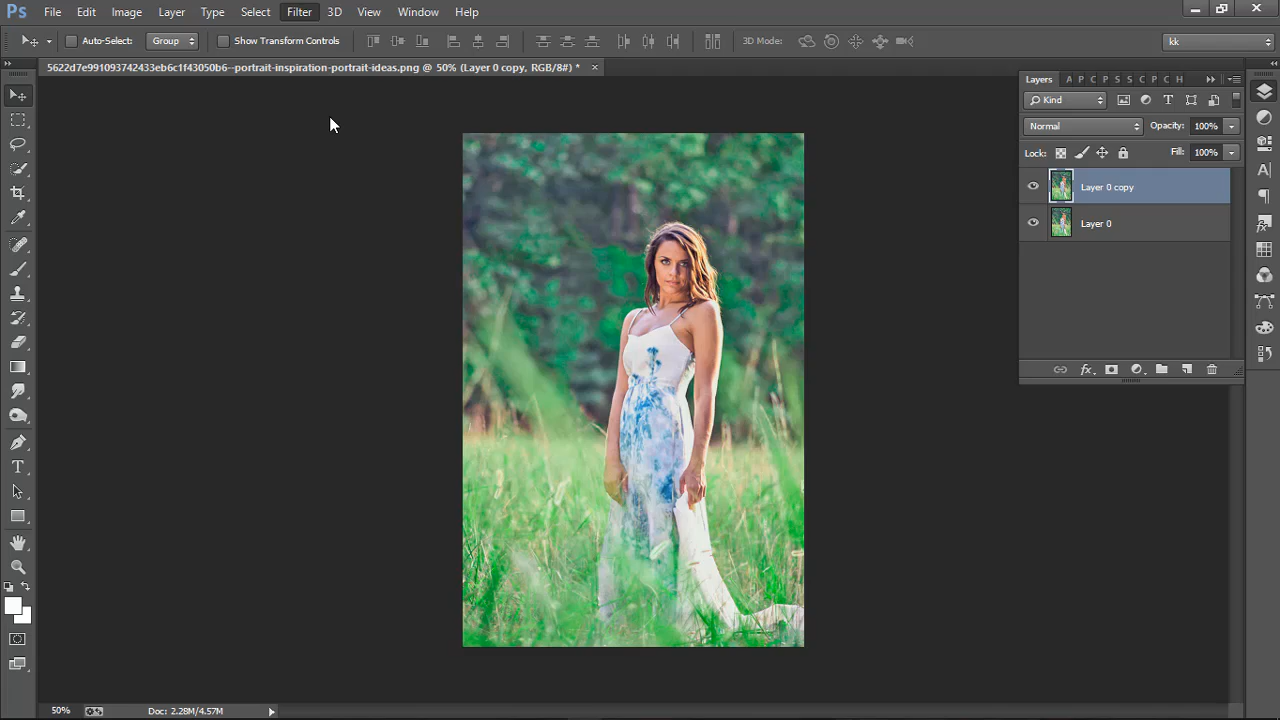 Ps File Edit Image Layer Type Select Filter 3D View Window Help
Auto-Select: Group Show Transform Controls 3D Mode: kk
5622d7e991093742433eb6c1f43050b6--portrait-inspiration-portrait-ideas.png @ 50% (Layer 0 copy, RGB/8#) * ×
Layers A P C P S S C P C H
Kind T
Normal Opacity: 100%
Lock: Fill: 100%
Layer 0 copy
Layer 0
fx
T
50% Doc: 2.28M/4.57M